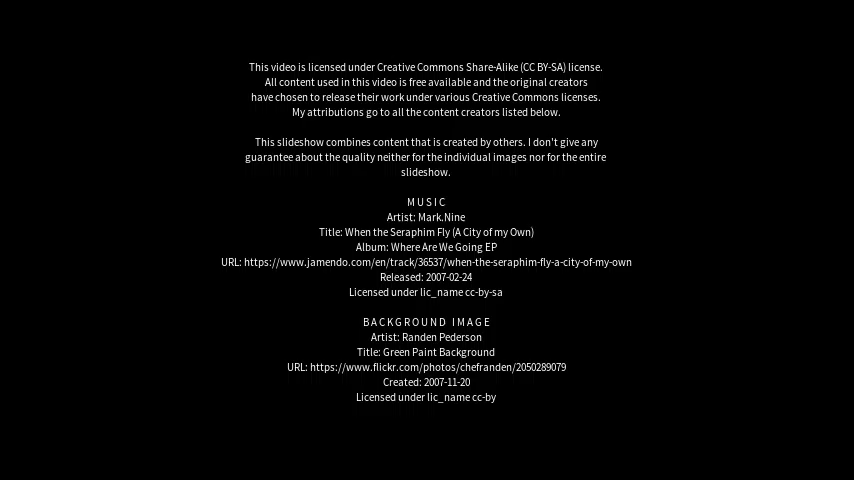 This video is licensed under Creative Commons Share-Alike (CC BY-SA) license.
All content used in this video is free available and the original creators
have chosen to release their work under various Creative Commons licenses.
My attributions go to all the content creators listed below.
This slideshow combines content that is created by others. I don't give any
guarantee about the quality neither for the individual images nor for the entire
slideshow.
M U S I C
Artist: Mark.Nine
Title: When the Seraphim Fly (A City of my Own)
Album: Where Are We Going EP
URL: https://www.jamendo.com/en/track/36537/when-the-seraphim-fly-a-city-of-my-own
Released: 2007-02-24
Licensed under lic_name cc-by-sa
B A C K G R O U N D   I M A G E
Artist: Randen Pederson
Title: Green Paint Background
URL: https://www.flickr.com/photos/chefranden/2050289079
Created: 2007-11-20
Licensed under lic_name cc-by